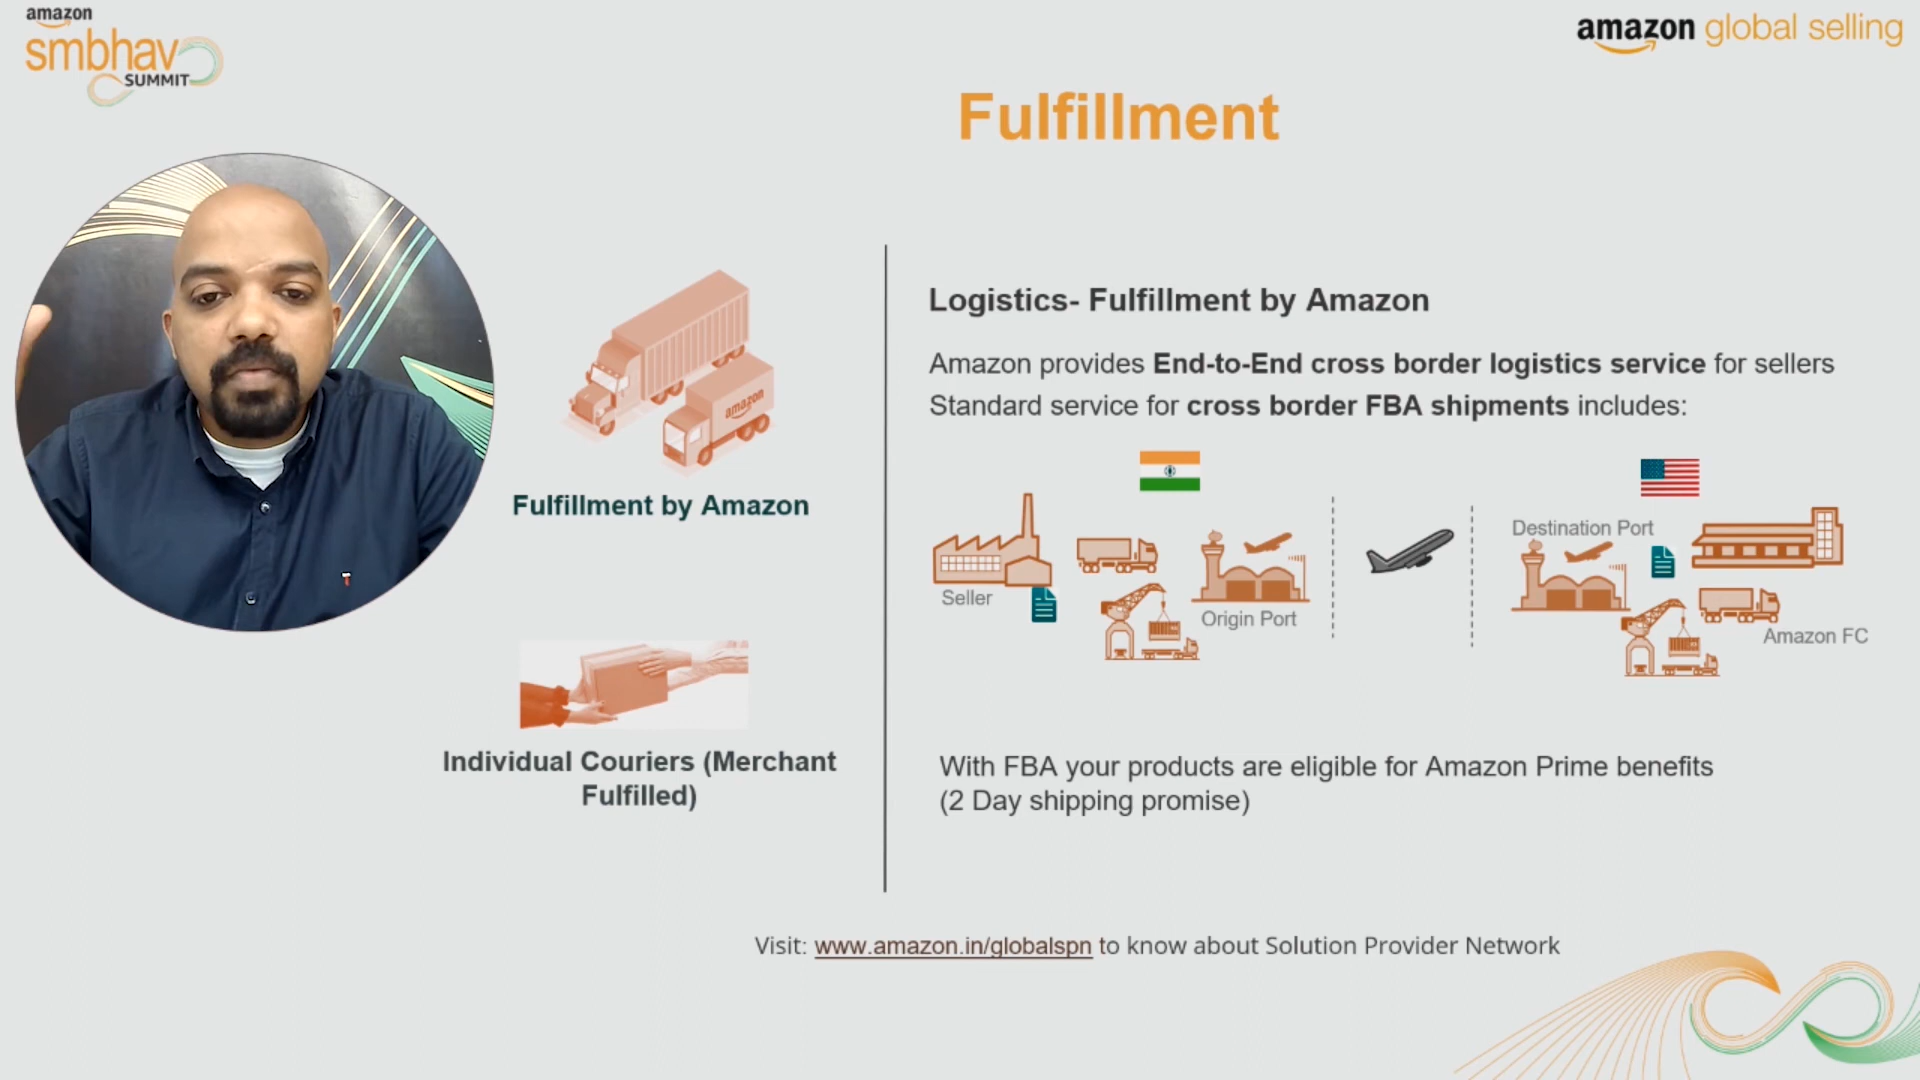 amazon
smbhav
SUMMIT
amazon global selling
Fulfillment
amazon
Fulfillment by Amazon
Individual Couriers (Merchant
Fulfilled)
Logistics- Fulfillment by Amazon
Amazon provides End-to-End cross border logistics service for sellers
Standard service for cross border FBA shipments includes:
Seller
Origin Port
Destination Port
Amazon FC
With FBA your products are eligible for Amazon Prime benefits
(2 Day shipping promise)
Visit: www.amazon.in/globalspn to know about Solution Provider Network